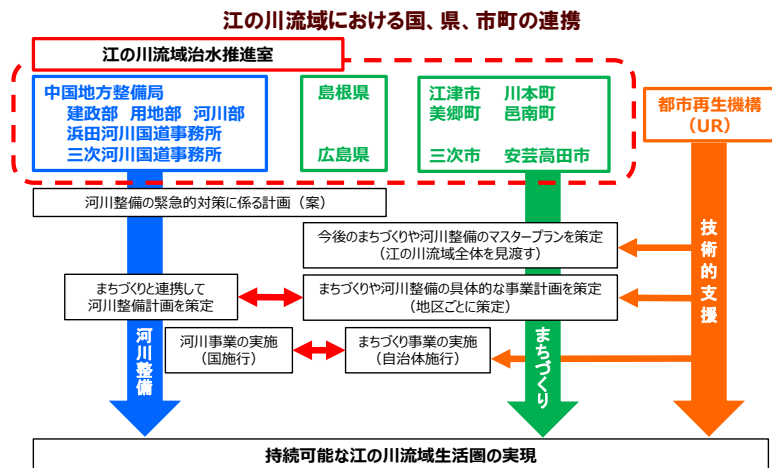 江の川流域における国、県、市町の連携
江の川流域治水推進室
中国地方整備局
建政部 用地部 河川部
浜田河川国道事務所
三次河川国道事務所
島根県
広島県
江津市 川本町
美郷町 邑南町
三次市 安芸高田市
都市再生機構
（UR）
河川整備の緊急的対策に係る計画（案）
今後のまちづくりや河川整備のマスタープランを策定
（江の川流域全体を見渡す）
まちづくりと連携して
河川整備計画を策定
まちづくりや河川整備の具体的な事業計画を策定
（地区ごとに策定）
河川事業の実施
（国施行）
まちづくり事業の実施
（自治体施行）
河川整備
まちづくり
技術的支援
持続可能な江の川流域生活圏の実現